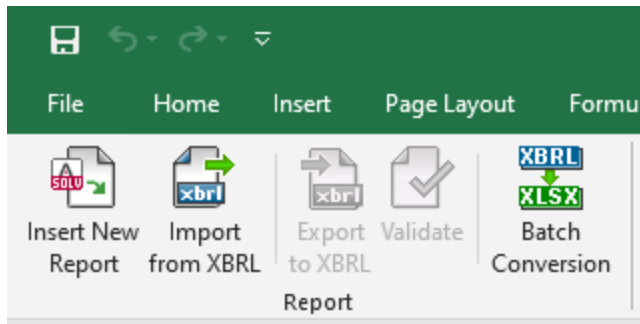 File Home Insert Page Layout Formu
A
SOLV
xbrl
xbrl
XBRL
XLSX
Insert New Report
Import from XBRL
Export to XBRL
Validate
Batch Conversion
Report